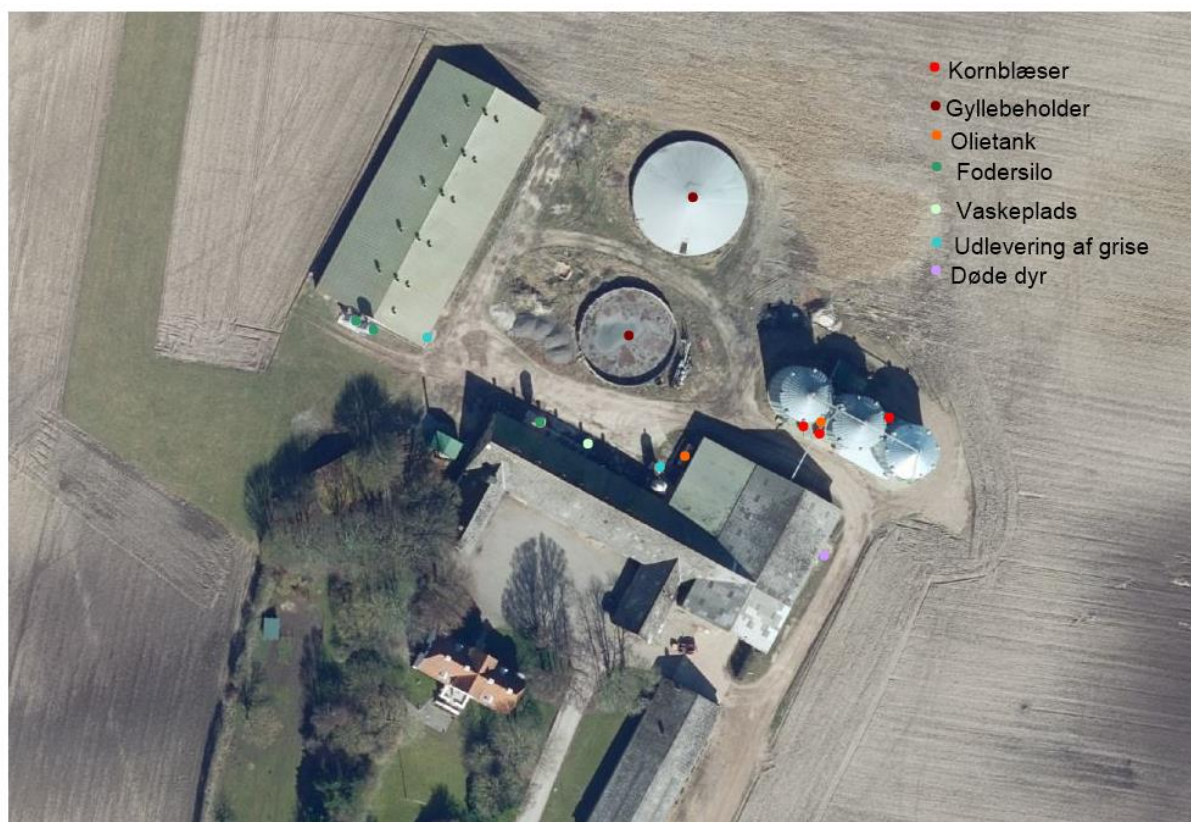 Kornblæser
Gyllebeholder
Olietank
Fodersilo
Vaskeplads
Udlevering af grise
Døde dyr